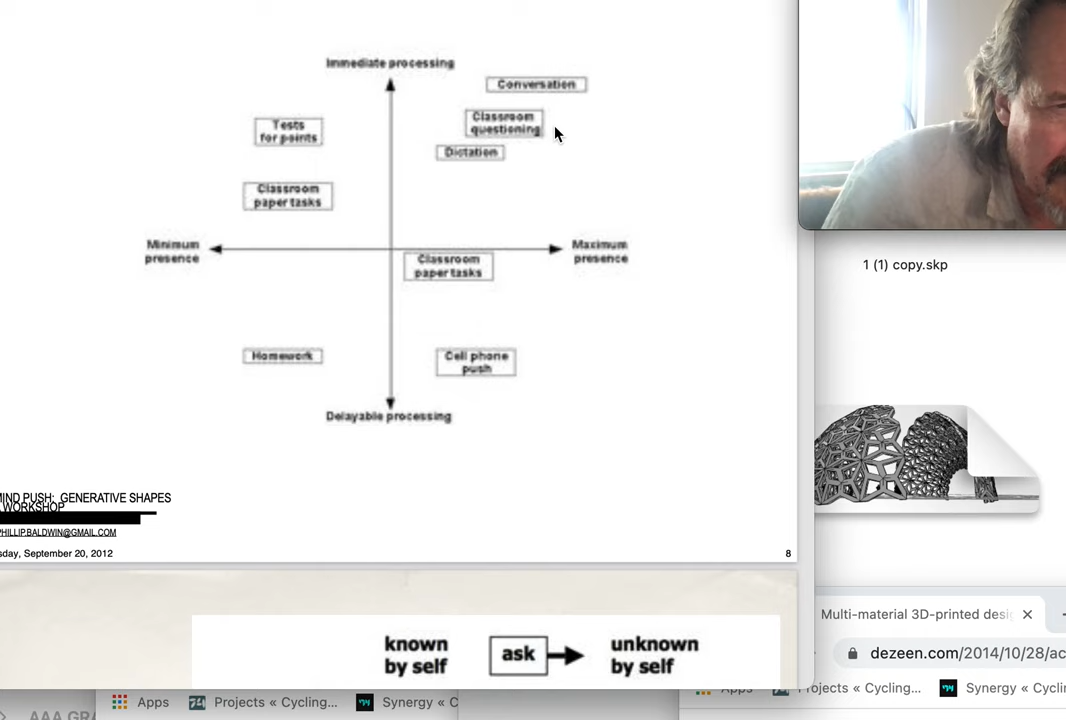 Immediate processing
Conversation
Classroom
questioning
Tests
for points
Dictation
Classroom
paper tasks
Minimum
presence
Maximum
presence
Classroom
paper tasks
Homework
Cell phone
push
Delayable processing
MIND PUSH: GENERATIVE SHAPES
WORKSHOP
PHILLIP.BALDWIN@GMAIL.COM
sday, September 20, 2012
8
known
by self
ask
unknown
by self
1 (1) copy.skp
Multi-material 3D-printed desi
dezeen.com/2014/10/28/ac
Apps
Projects « Cycling...
Synergy « C
Apps
Projects « Cycling...
Synergy « Cycli
AAA GRA